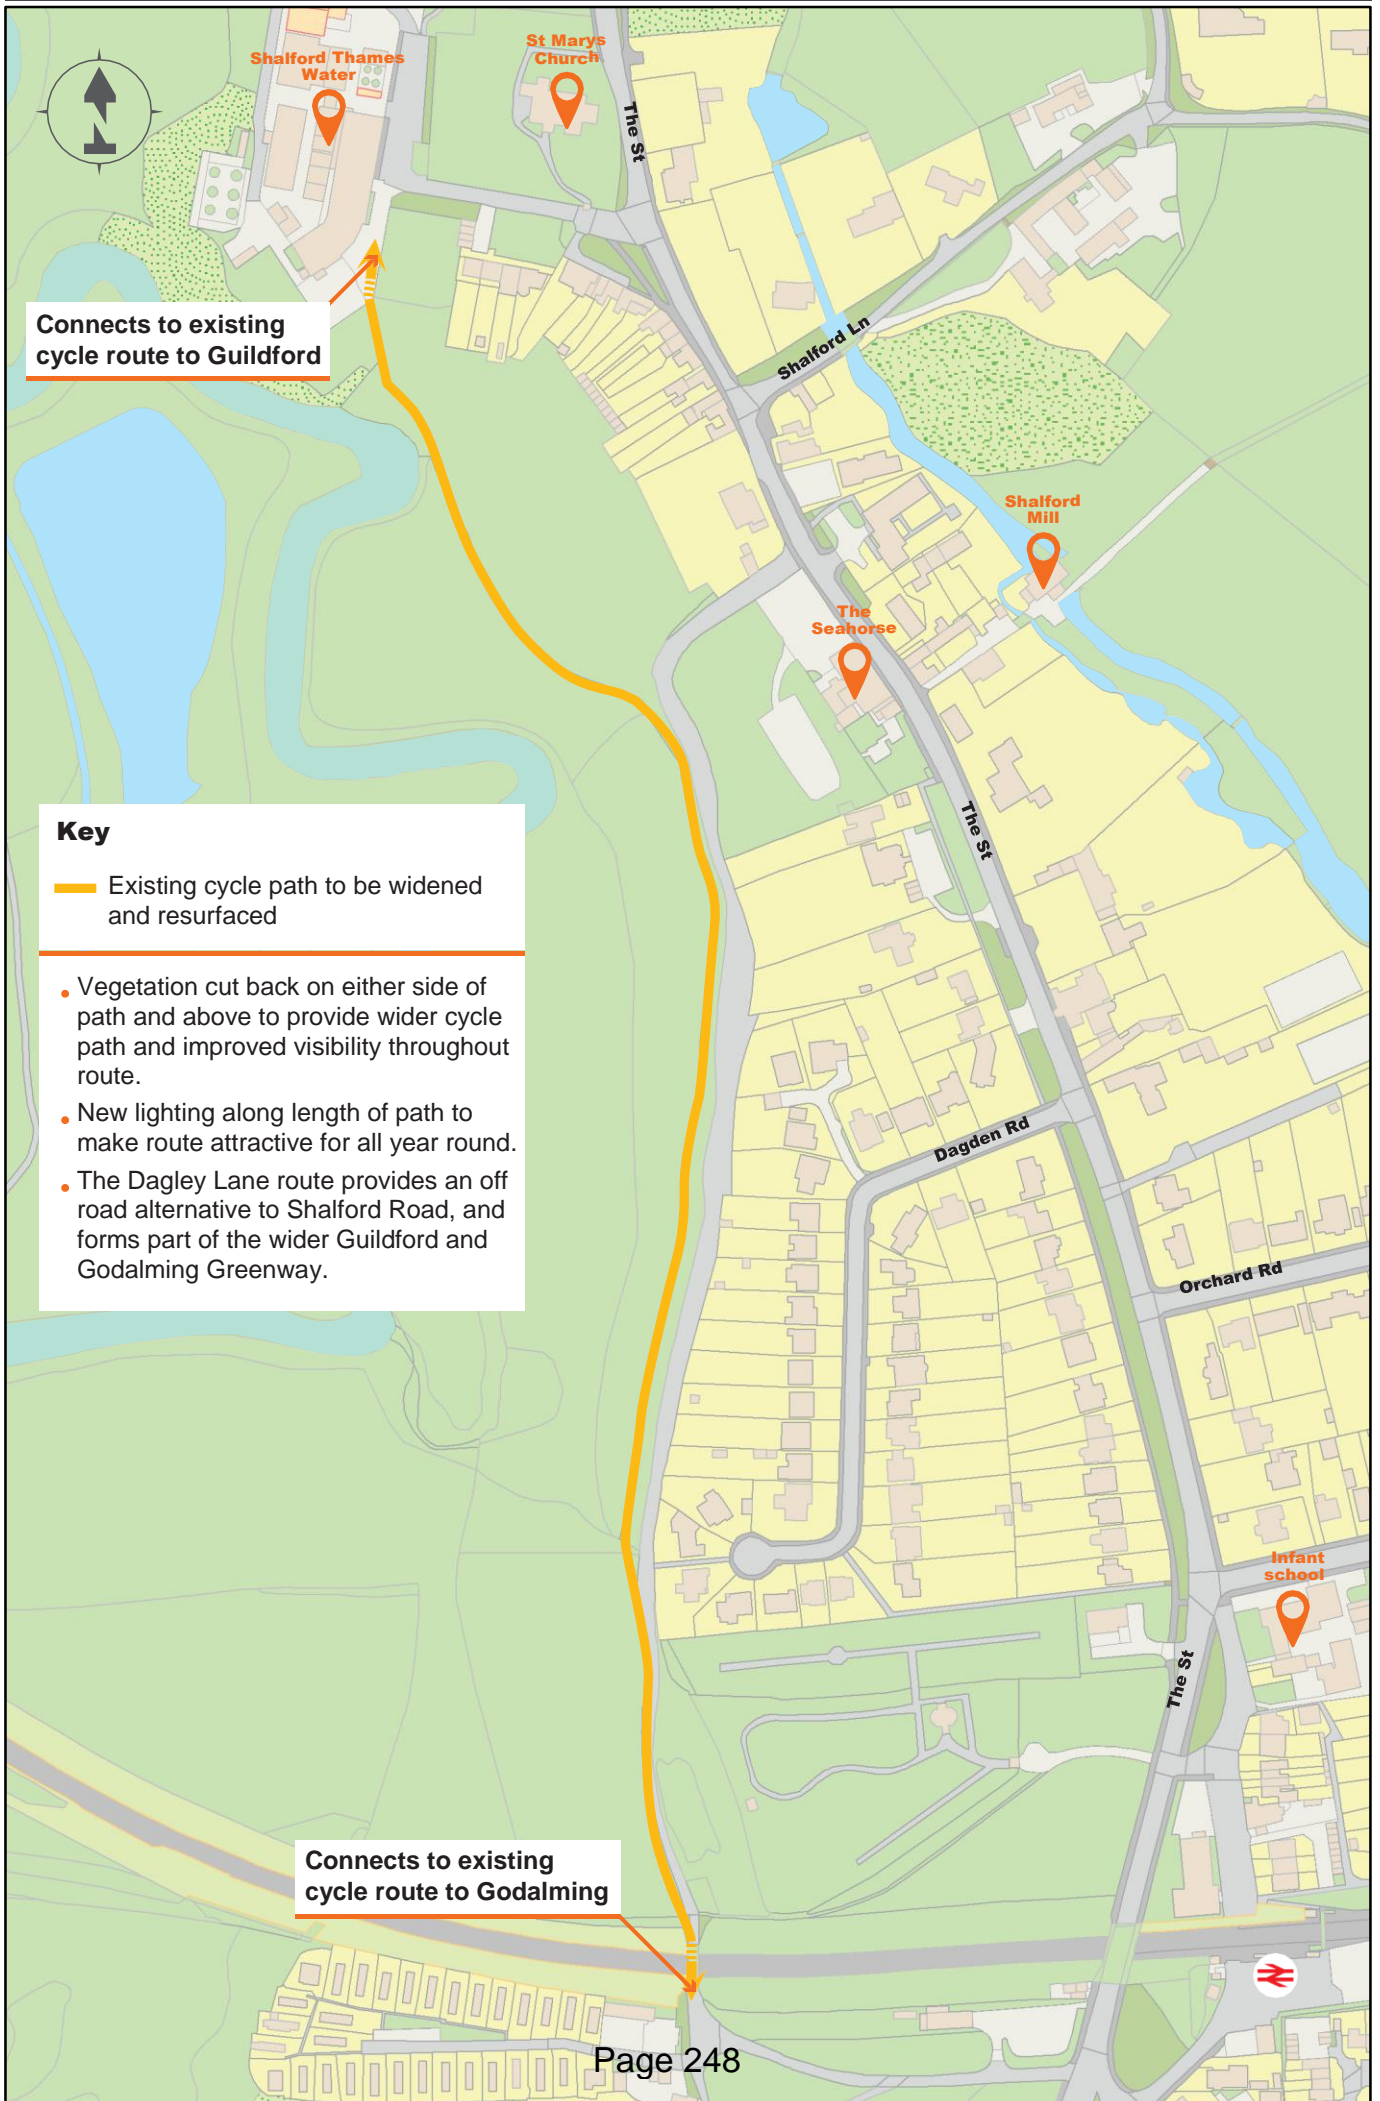 Shalford Thames
Water
St Marys
Church
The St
Connects to existing
cycle route to Guildford
Shalford Ln
Shalford
Mill
The
Seahorse
The St
Key
Existing cycle path to be widened
and resurfaced
• Vegetation cut back on either side of
path and above to provide wider cycle
path and improved visibility throughout
route.
• New lighting along length of path to
make route attractive for all year round.
• The Dagley Lane route provides an off
road alternative to Shalford Road, and
forms part of the wider Guildford and
Godalming Greenway.
Dagden Rd
Orchard Rd
Infant
school
The St
Connects to existing
cycle route to Godalming
Page 248